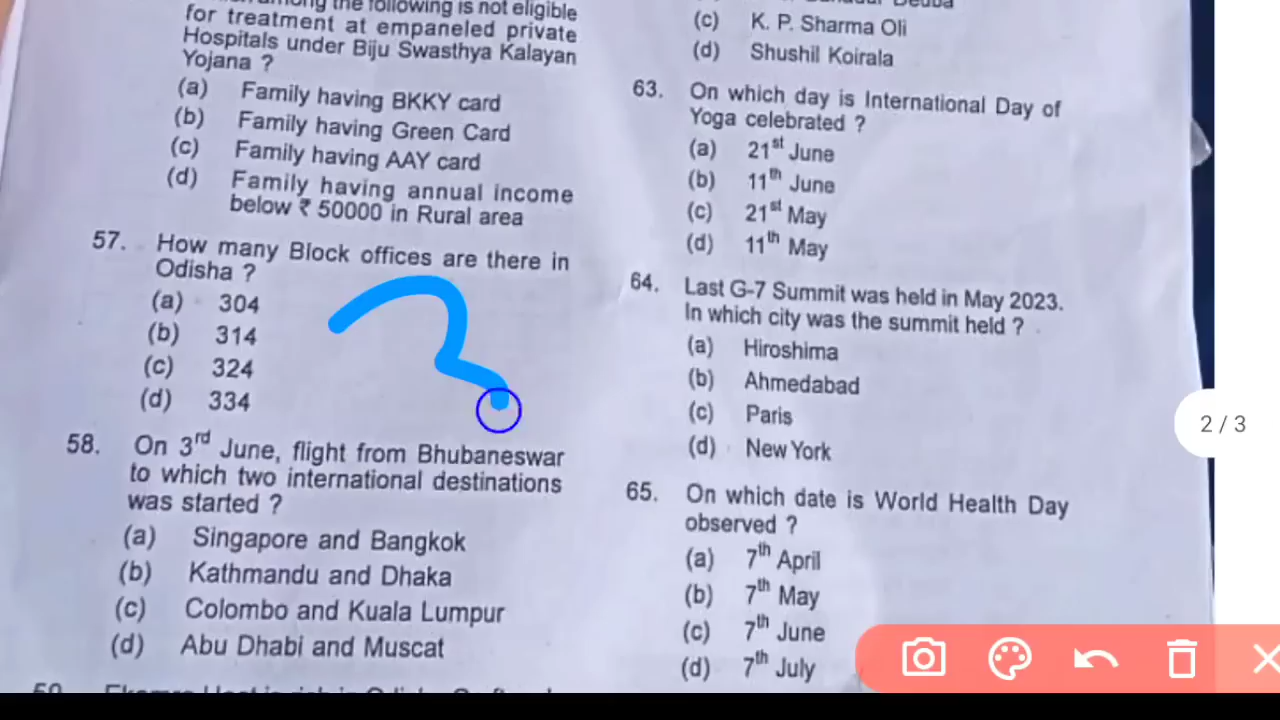 the following is not eligible
for treatment at empaneled private
Hospitals under Biju Swasthya Kalayan
Yojana ?
(a) Family having BKKY card
(b) Family having Green Card
(c) Family having AAY card
(d) Family having annual income
below ₹ 50000 in Rural area
57. How many Block offices are there in
Odisha ?
(a) 304
(b) 314
(c) 324
(d) 334
58. On 3rd June, flight from Bhubaneswar
to which two international destinations
was started ?
(a) Singapore and Bangkok
(b) Kathmandu and Dhaka
(c) Colombo and Kuala Lumpur
(d) Abu Dhabi and Muscat
(c) K. P. Sharma Oli
(d) Shushil Koirala
63. On which day is International Day of
Yoga celebrated ?
(a) 21st June
(b) 11th June
(c) 21st May
(d) 11th May
64. Last G-7 Summit was held in May 2023.
In which city was the summit held ?
(a) Hiroshima
(b) Ahmedabad
(c) Paris
(d) New York
65. On which date is World Health Day
observed ?
(a) 7th April
(b) 7th May
(c) 7th June
(d) 7th July
2 / 3